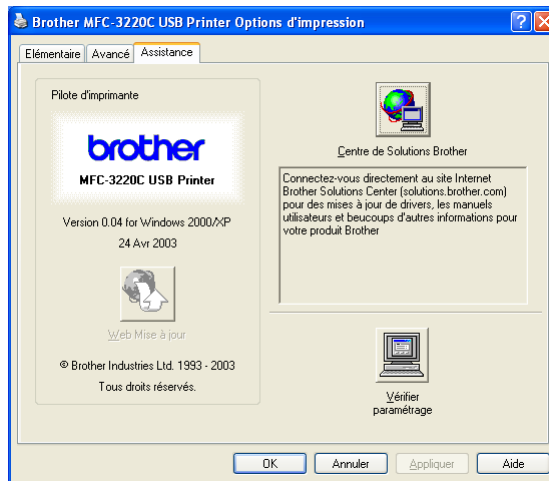 Brother MFC-3220C USB Printer Options d'impression
Elémentaire Avancé Assistance
Pilote d'imprimante
brother
MFC-3220C USB Printer
Version 0.04 for Windows 2000/XP
24 Avr 2003
Web Mise à jour
© Brother Industries Ltd. 1993 - 2003
Tous droits réservés.
Centre de Solutions Brother
Connectez-vous directement au site Internet
Brother Solutions Center (solutions.brother.com)
pour des mises à jour de drivers, les manuels
utilisateurs et beucoups d'autres informations pour
votre produit Brother
Vérifier
paramétrage
OK Annuler Appliquer Aide